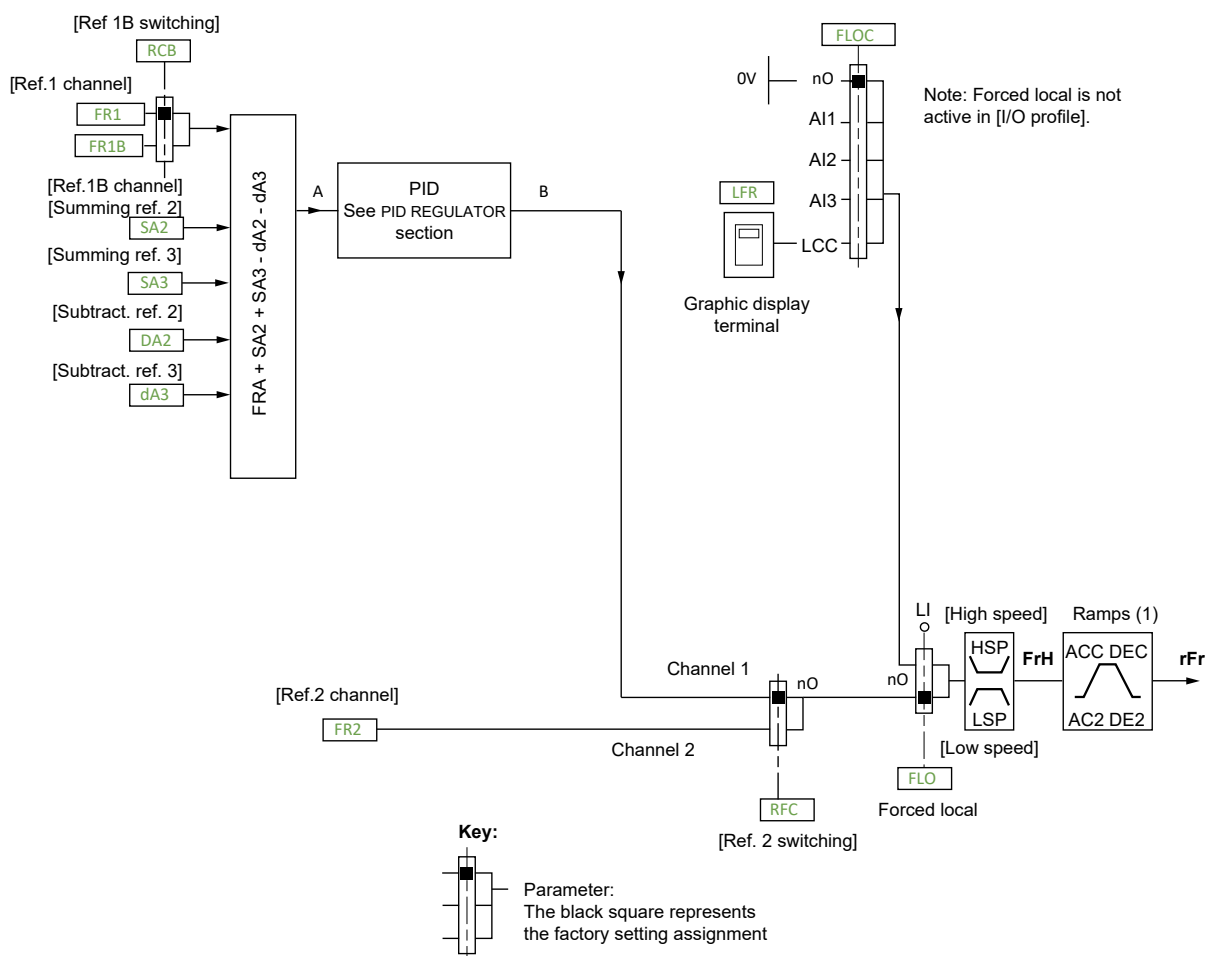 [Ref 1B switching]
RCB
[Ref.1 channel]
FR1
FR1B
[Ref.1B channel]
[Summing ref. 2]
SA2
[Summing ref. 3]
SA3
[Subtract. ref. 2]
DA2
[Subtract. ref. 3]
dA3
FRA + SA2 + SA3 - dA2 - dA3
A
PID
See PID REGULATOR
section
B
FLOC
0V
nO
AI1
AI2
AI3
LCC
LFR
Graphic display
terminal
Note: Forced local is not
active in [I/O profile].
Channel 1
nO
[Ref.2 channel]
FR2
Channel 2
RFC
[Ref. 2 switching]
LI
nO
FLO
Forced local
[High speed]
HSP
LSP
[Low speed]
FrH
Ramps (1)
ACC DEC
AC2 DE2
rFr
Key:
Parameter:
The black square represents
the factory setting assignment